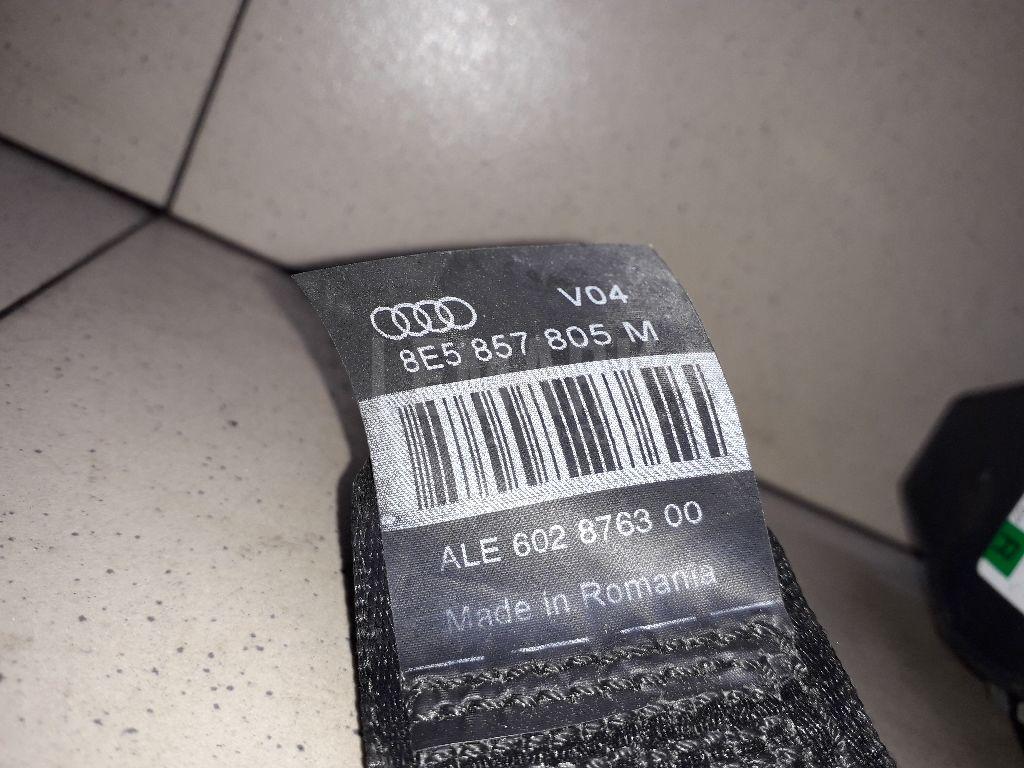 V04
8E5 857 805 M
ALE 602 8763 00
Made in Romania
R